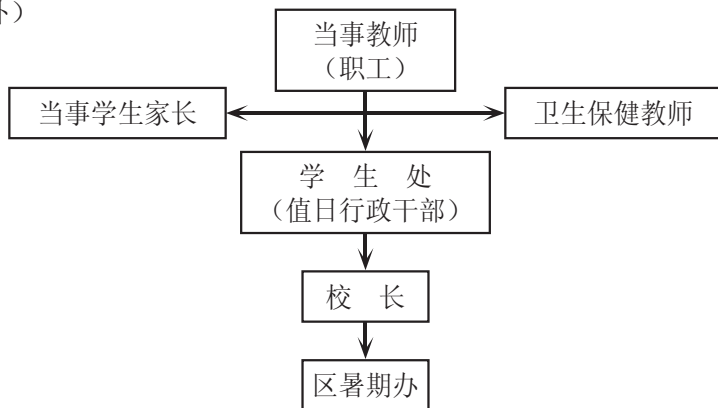 当事教师
（职工）
当事学生家长
卫生保健教师
学 生 处
（值日行政干部）
校 长
区暑期办